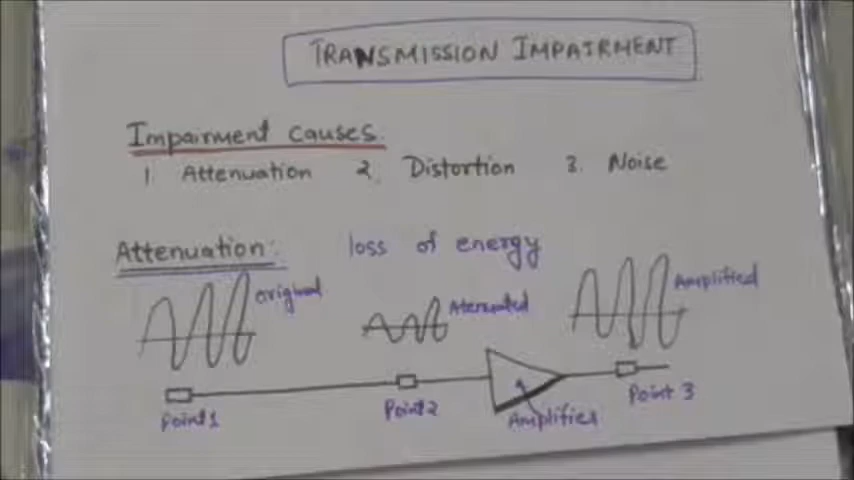 TRANSMISSION IMPAIRMENT
Impairment causes
1. Attenuation 2. Distortion 3. Noise
Attenuation: loss of energy
original Attenuated Amplified
Point 1 Point 2 Amplifier Point 3